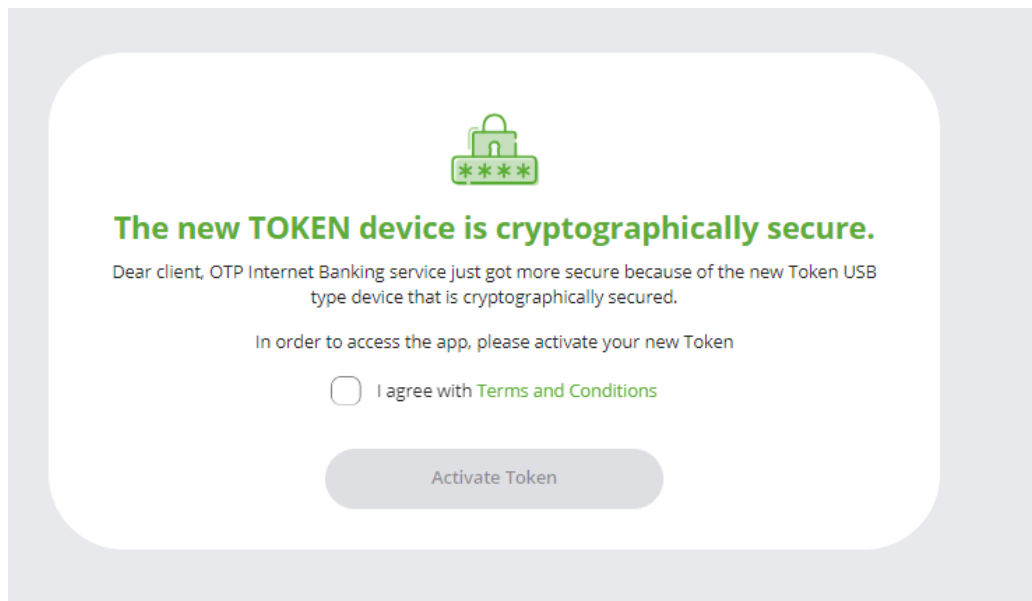 ****
The new TOKEN device is cryptographically secure.
Dear client, OTP Internet Banking service just got more secure because of the new Token USB
type device that is cryptographically secured.
In order to access the app, please activate your new Token
I agree with Terms and Conditions
Activate Token